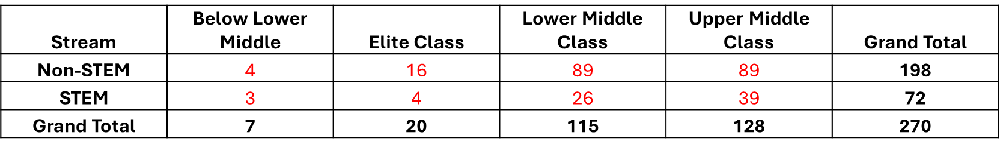 Stream Below Lower Middle Elite Class Lower Middle Class Upper Middle Class Grand Total
Non-STEM 4 16 89 89 198
STEM 3 4 26 39 72
Grand Total 7 20 115 128 270